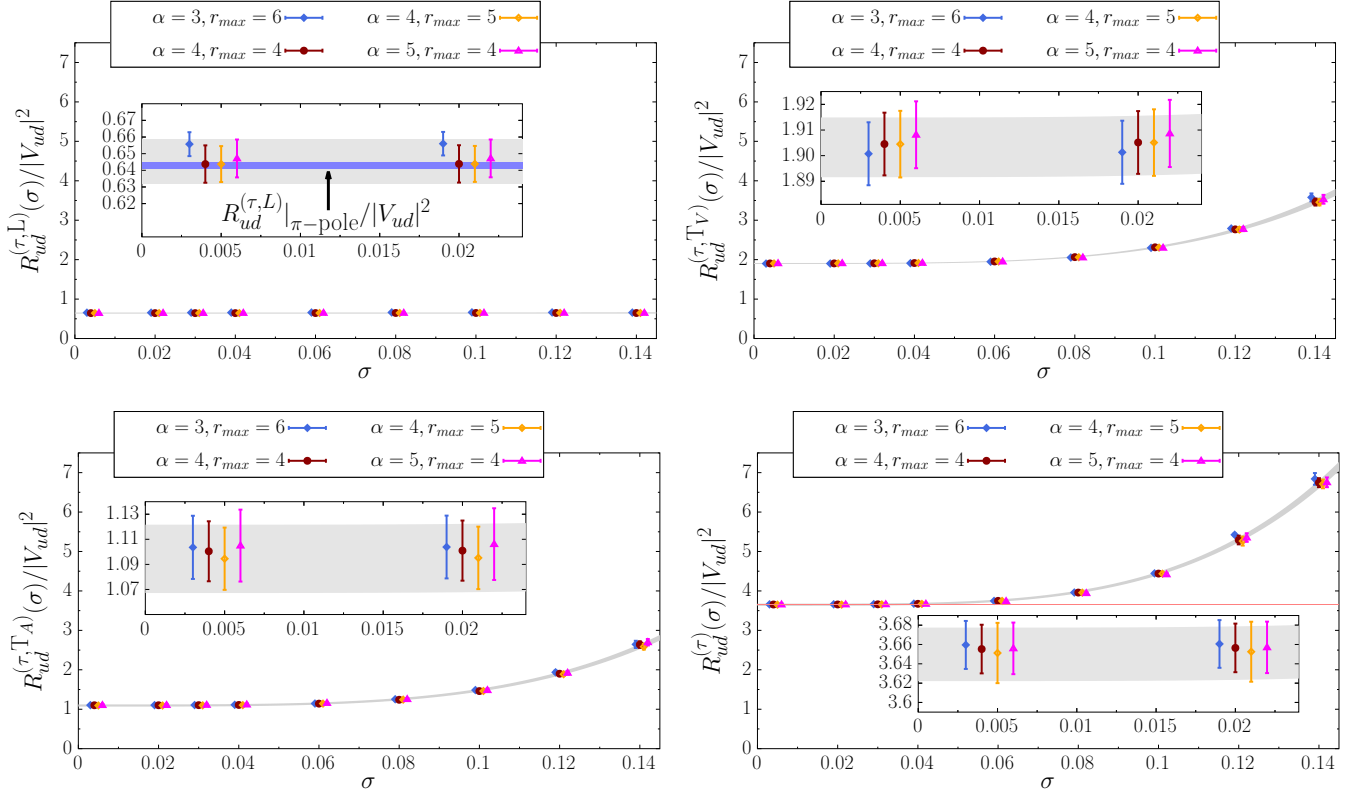 α = 3, r_max = 6 α = 4, r_max = 5
α = 4, r_max = 4 α = 5, r_max = 4
7
6
5
4
3
2
1
0
R_ud^(τ,L)(σ)/|V_ud|^2
0.67
0.66
0.65
0.64
0.63
0.62
R_ud^(τ,L)|_π−pole/|V_ud|^2
0 0.005 0.01 0.015 0.02
0 0.02 0.04 0.06 0.08 0.1 0.12 0.14
σ
α = 3, r_max = 6 α = 4, r_max = 5
α = 4, r_max = 4 α = 5, r_max = 4
7
6
5
4
3
2
1
0
R_ud^(τ,T_V)(σ)/|V_ud|^2
1.92
1.91
1.90
1.89
0 0.005 0.01 0.015 0.02
0 0.02 0.04 0.06 0.08 0.1 0.12 0.14
σ
α = 3, r_max = 6 α = 4, r_max = 5
α = 4, r_max = 4 α = 5, r_max = 4
7
6
5
4
3
2
1
0
R_ud^(τ,T_A)(σ)/|V_ud|^2
1.13
1.11
1.09
1.07
0 0.005 0.01 0.015 0.02
0 0.02 0.04 0.06 0.08 0.1 0.12 0.14
σ
α = 3, r_max = 6 α = 4, r_max = 5
α = 4, r_max = 4 α = 5, r_max = 4
7
6
5
4
3
2
1
0
R_ud^(τ)(σ)/|V_ud|^2
3.68
3.66
3.64
3.62
3.6
0 0.005 0.01 0.015 0.02
0 0.02 0.04 0.06 0.08 0.1 0.12 0.14
σ